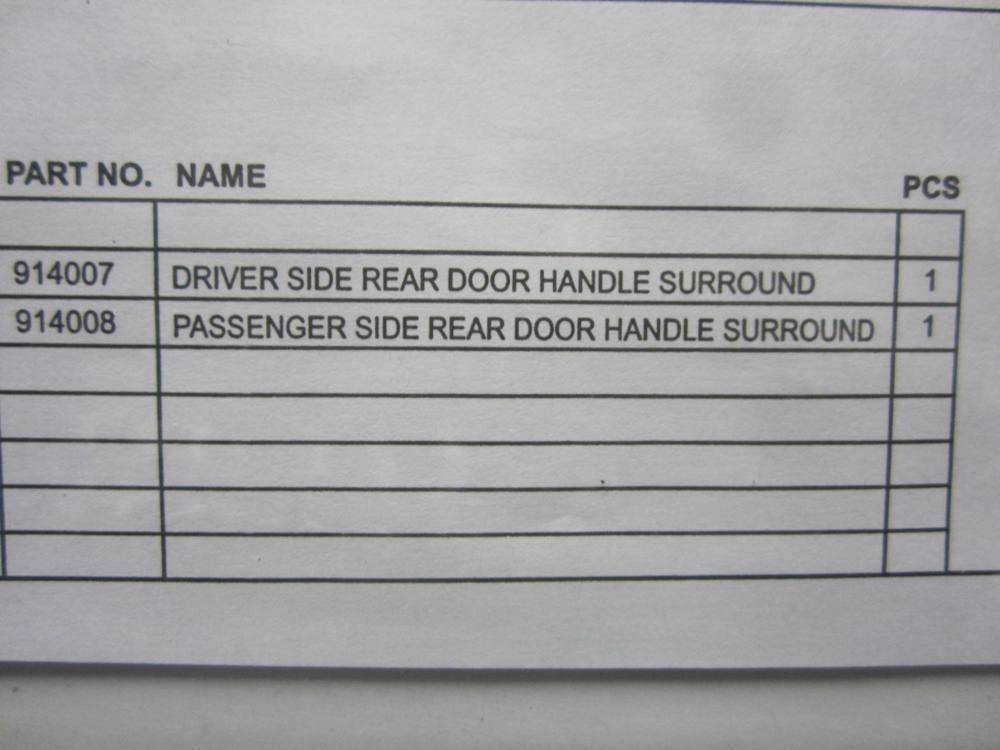 PART NO. NAME PCS
914007 DRIVER SIDE REAR DOOR HANDLE SURROUND 1
914008 PASSENGER SIDE REAR DOOR HANDLE SURROUND 1